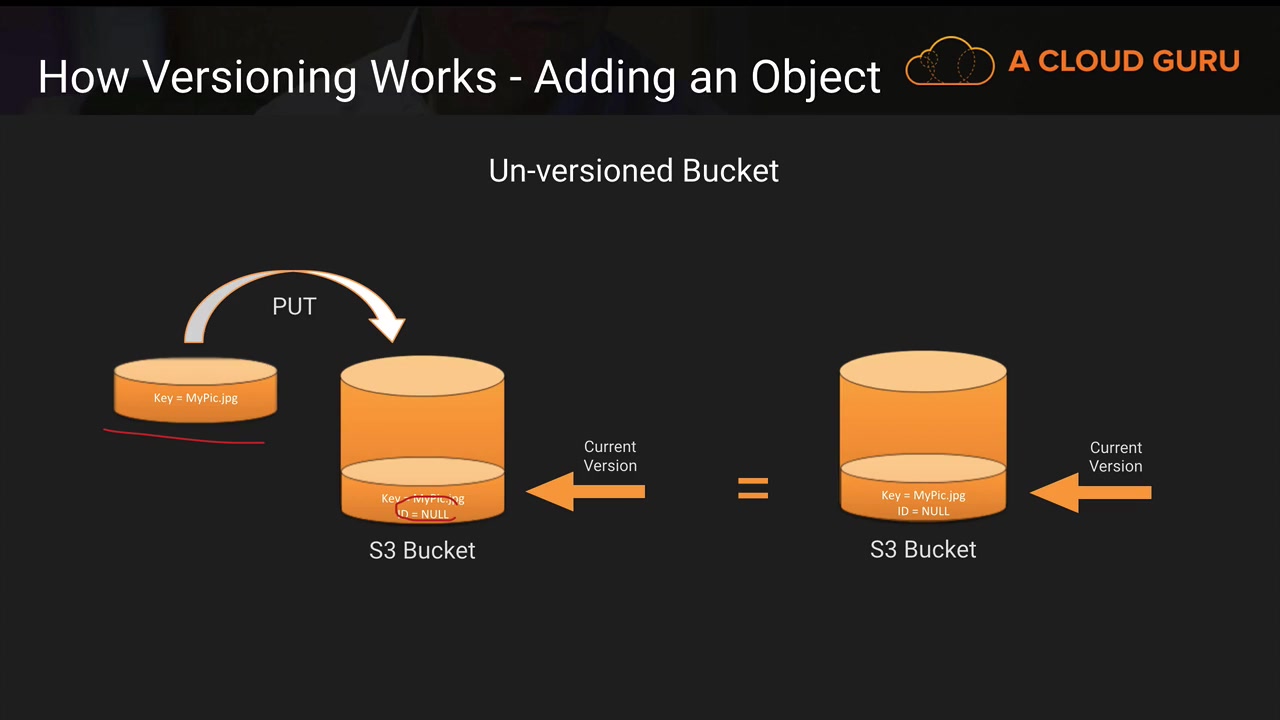 How Versioning Works - Adding an Object
A CLOUD GURU
Un-versioned Bucket
PUT
Key = MyPic.jpg
Current
Version
Key = MyPic.jpg
ID = NULL
S3 Bucket
=
Current
Version
Key = MyPic.jpg
ID = NULL
S3 Bucket